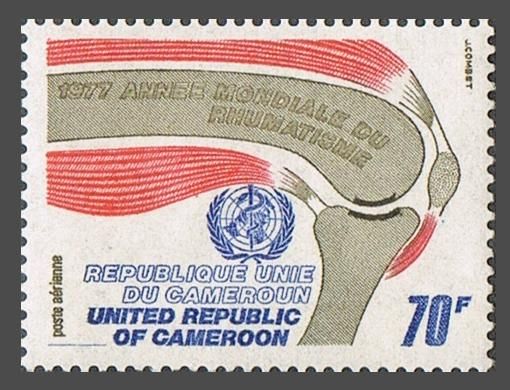 J.COMBET
1977 ANNEE MONDIALE DU
RHUMATISME
poste aérienne
REPUBLIQUE UNIE
DU CAMEROUN
UNITED REPUBLIC
OF CAMEROON
70F